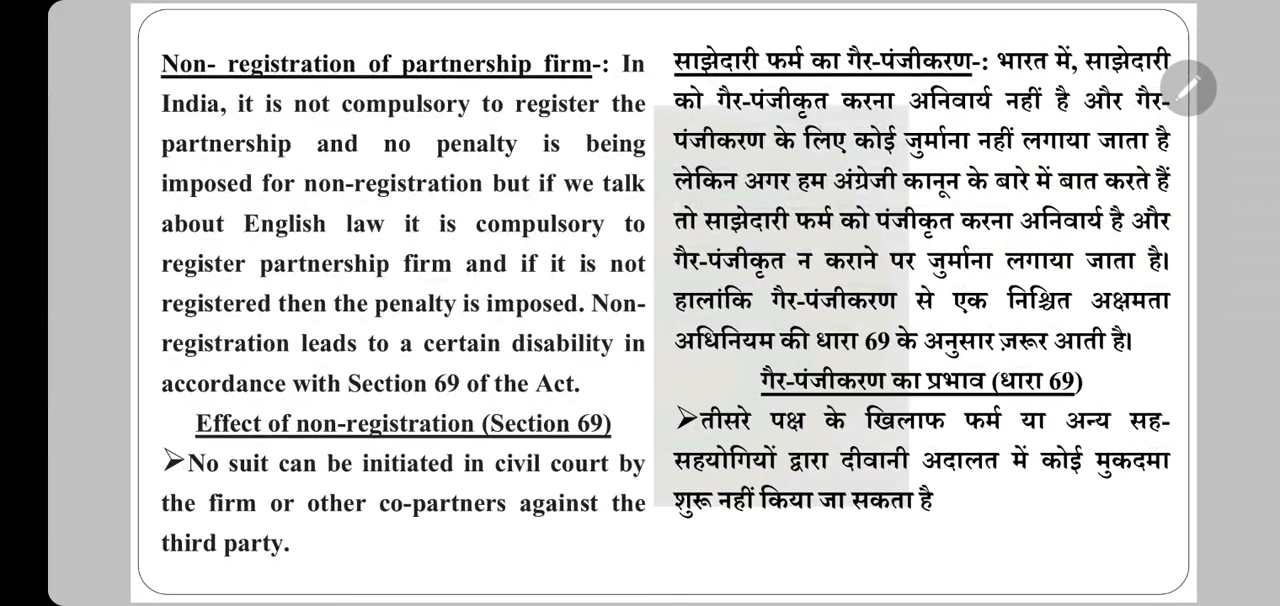 Non- registration of partnership firm-: In
India, it is not compulsory to register the
partnership and no penalty is being
imposed for non-registration but if we talk
about English law it is compulsory to
register partnership firm and if it is not
registered then the penalty is imposed. Non-
registration leads to a certain disability in
accordance with Section 69 of the Act.
Effect of non-registration (Section 69)
➢No suit can be initiated in civil court by
the firm or other co-partners against the
third party.
साझेदारी फर्म का गैर-पंजीकरण-: भारत में, साझेदारी
को गैर-पंजीकृत करना अनिवार्य नहीं है और गैर-
पंजीकरण के लिए कोई जुर्माना नहीं लगाया जाता है
लेकिन अगर हम अंग्रेजी कानून के बारे में बात करते हैं
तो साझेदारी फर्म को पंजीकृत करना अनिवार्य है और
गैर-पंजीकृत न कराने पर जुर्माना लगाया जाता है।
हालांकि गैर-पंजीकरण से एक निश्चित अक्षमता
अधिनियम की धारा 69 के अनुसार ज़रूर आती है।
गैर-पंजीकरण का प्रभाव (धारा 69)
➢तीसरे पक्ष के खिलाफ फर्म या अन्य सह-
सहयोगियों द्वारा दीवानी अदालत में कोई मुकदमा
शुरू नहीं किया जा सकता है